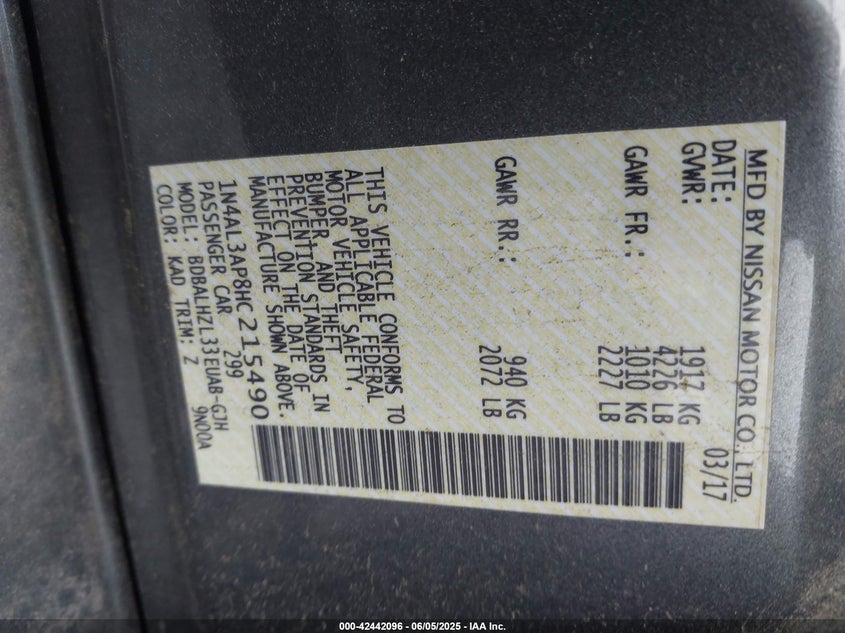 MFD BY NISSAN MOTOR CO., LTD.
DATE: 03/17
GVWR: 1917 KG
4226 LB
GAWR FR.: 1010 KG
2227 LB
GAWR RR.: 940 KG
2072 LB
THIS VEHICLE CONFORMS TO
ALL APPLICABLE FEDERAL
MOTOR VEHICLE SAFETY,
BUMPER, AND THEFT
PREVENTION STANDARDS IN
EFFECT ON THE DATE OF
MANUFACTURE SHOWN ABOVE.
1N4AL3AP8HC215490
PASSENGER CAR 299
MODEL: BDBALHZL33EUAB-GJH
COLOR: KAD TRIM: Z 9N00A
000-42442096 - 06/05/2025 - IAA Inc.